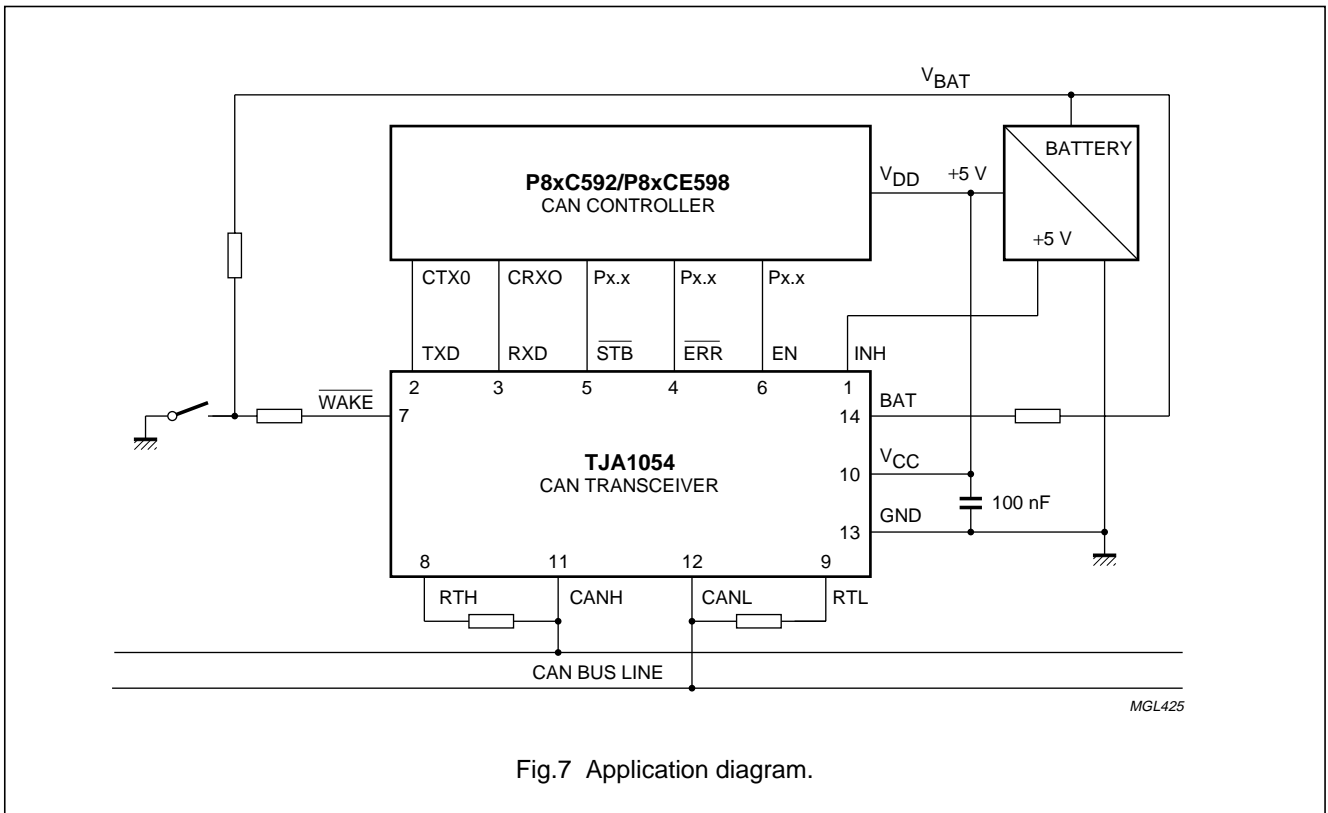 VBAT
BATTERY
P8xC592/P8xCE598
CAN CONTROLLER
VDD
+5 V
+5 V
CTX0
CRXO
Px.x
Px.x
Px.x
TXD
RXD
STB
ERR
EN
INH
2
3
5
4
6
1
WAKE
7
14
BAT
TJA1054
CAN TRANSCEIVER
10
VCC
100 nF
13
GND
8
11
12
9
RTH
CANH
CANL
RTL
CAN BUS LINE
MGL425
Fig.7 Application diagram.